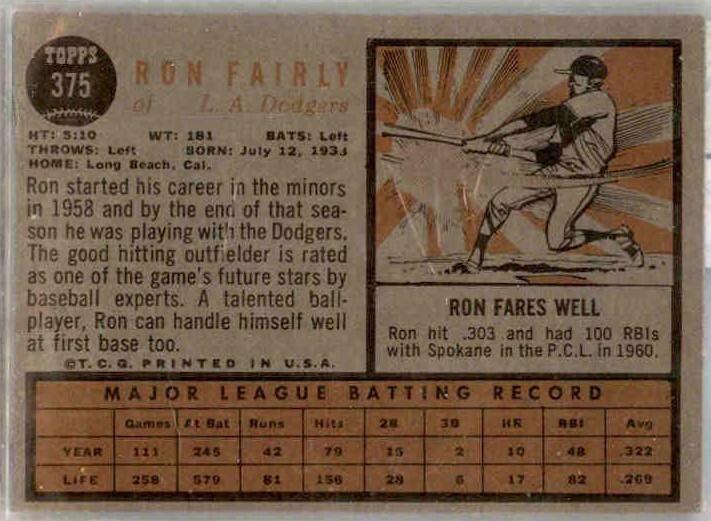 TOPPS
375
RON FAIRLY
of L. A. Dodgers
HT: 5:10 WT: 181 BATS: Left
THROWS: Left BORN: July 12, 1933
HOME: Long Beach, Cal.
Ron started his career in the minors
in 1958 and by the end of that sea-
son he was playing with the Dodgers.
The good hitting outfielder is rated
as one of the game's future stars by
baseball experts. A talented ball-
player, Ron can handle himself well
at first base too.
©T.C.G. PRINTED IN U.S.A.
RON FARES WELL
Ron hit .303 and had 100 RBIs
with Spokane in the P.C.L. in 1960.
MAJOR LEAGUE BATTING RECORD
Games At Bat Runs Hits 2B 3B HR RBI Avg
YEAR 111 245 42 79 15 2 10 48 .322
LIFE 258 579 81 156 28 6 17 82 .269